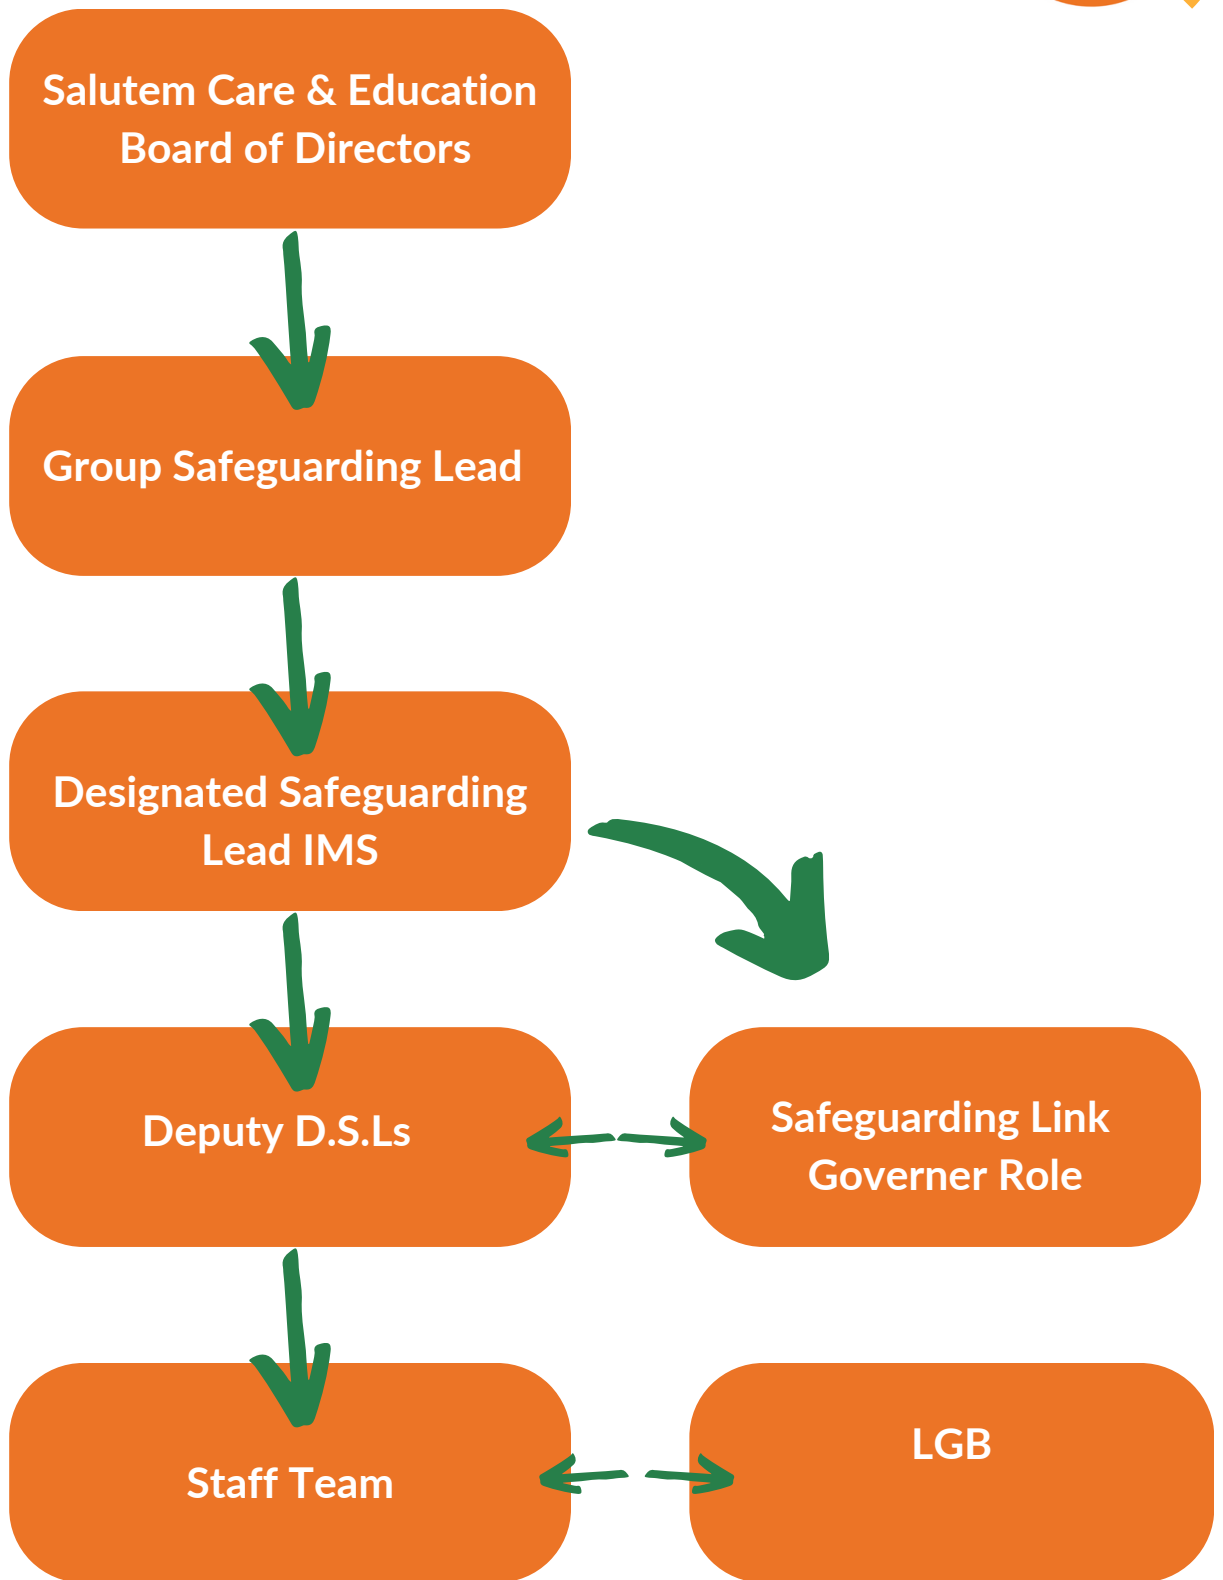 Salutem Care & Education
Board of Directors
Group Safeguarding Lead
Designated Safeguarding
Lead IMS
Deputy D.S.Ls
Safeguarding Link
Governer Role
Staff Team
LGB